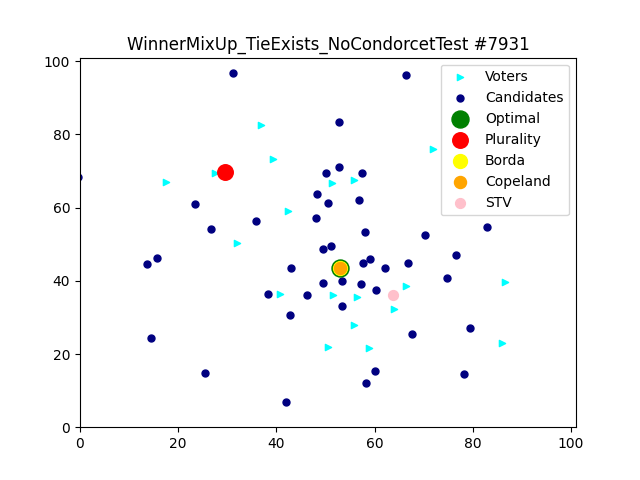 WinnerMixUp_TieExists_NoCondorcetTest #7931
100
80
60
40
20
0
0
20
40
60
80
100
Voters
Candidates
Optimal
Plurality
Borda
Copeland
STV